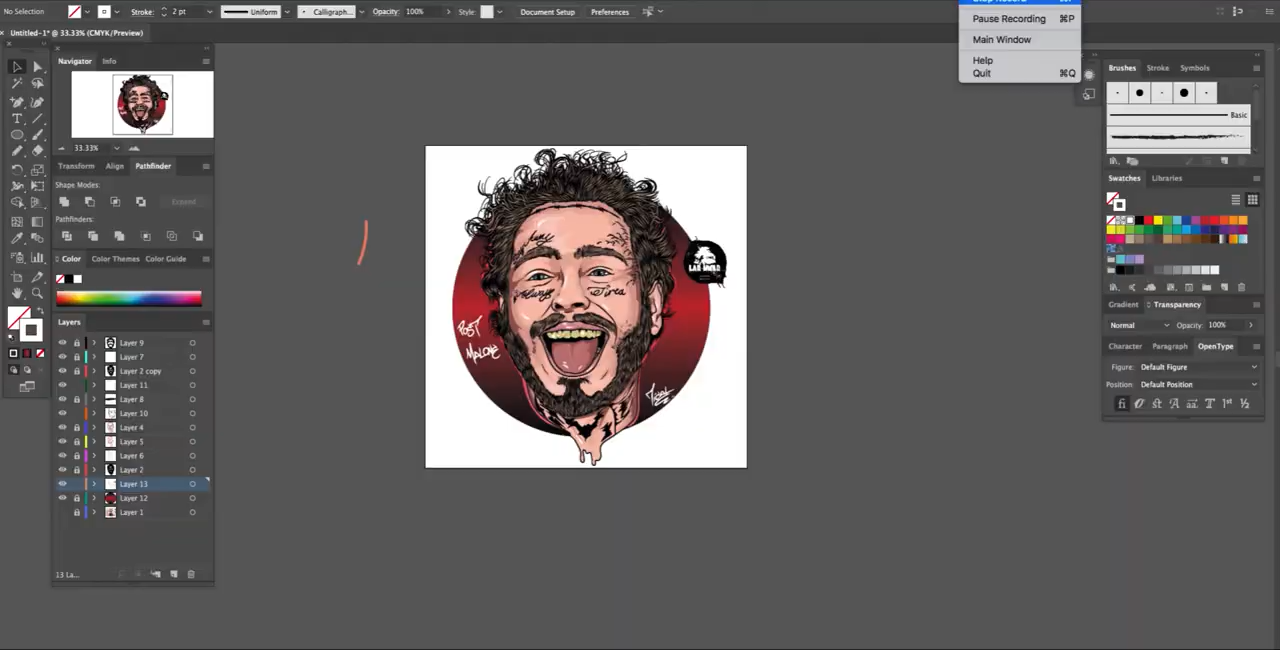 No Selection Stroke: 2 pt Uniform Calligraph... Opacity: 100% Style: Document Setup Preferences
Pause Recording ⌘P
Main Window
Help
Quit ⌘Q
Untitled-1* @ 33.33% (CMYK/Preview)
Navigator Info
33.33%
Transform Align Pathfinder
Shape Modes:
Expand
Pathfinders:
Color Color Themes Color Guide
Layers
Layer 9
Layer 7
Layer 2 copy
Layer 11
Layer 8
Layer 10
Layer 4
Layer 5
Layer 6
Layer 2
Layer 13
Layer 12
Layer 1
13 La...
Always
POST
MALONE
Brushes Stroke Symbols
Basic
Swatches Libraries
Gradient Transparency
Normal Opacity: 100%
Character Paragraph OpenType
Figure: Default Figure
Position: Default Position